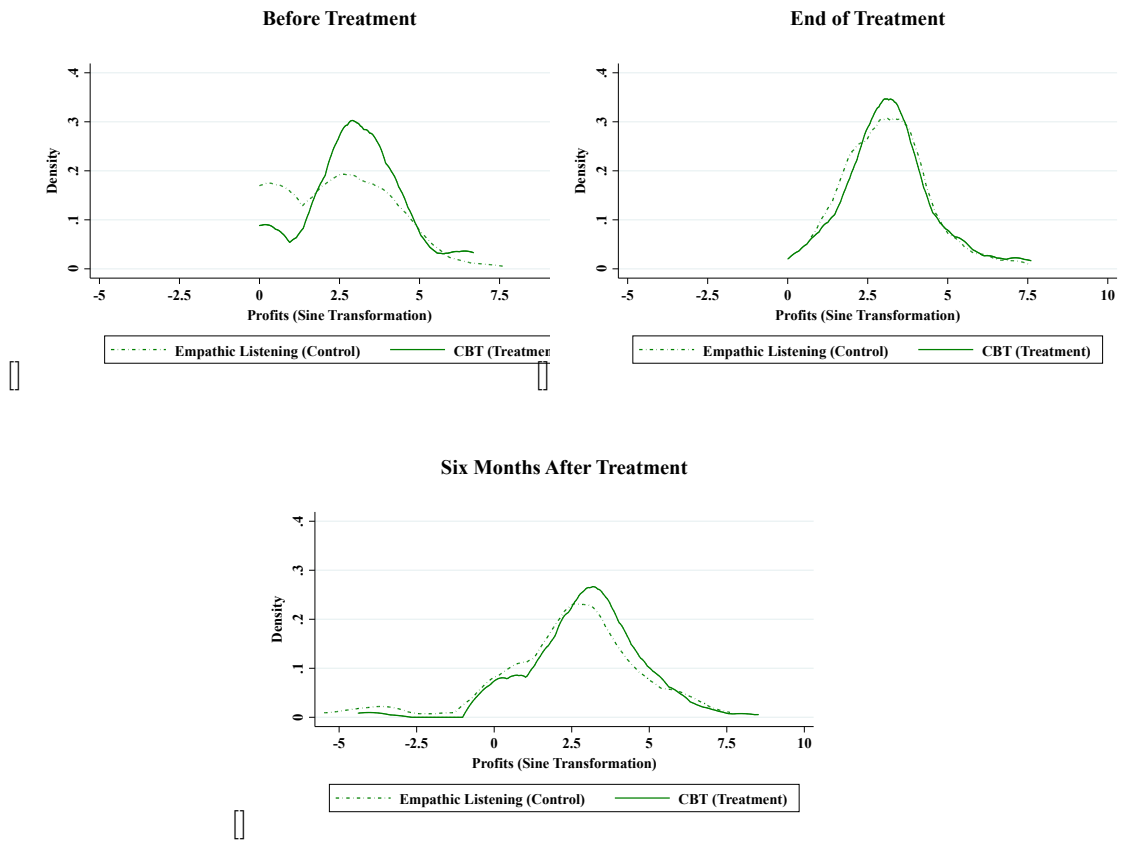 Before Treatment
.4
.3
.2
.1
0
Density
-5 -2.5 0 2.5 5 7.5
Profits (Sine Transformation)
Empathic Listening (Control) CBT (Treatmen
End of Treatment
.4
.3
.2
.1
0
Density
-5 -2.5 0 2.5 5 7.5 10
Profits (Sine Transformation)
Empathic Listening (Control) CBT (Treatment)
Six Months After Treatment
.4
.3
.2
.1
0
Density
-5 -2.5 0 2.5 5 7.5 10
Profits (Sine Transformation)
Empathic Listening (Control) CBT (Treatment)